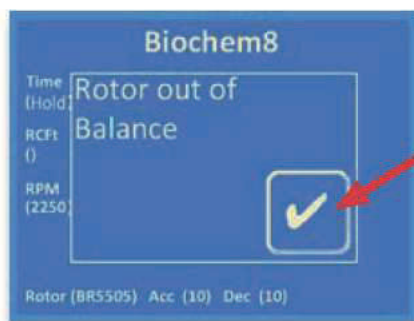 Biochem8
Time
(Hold)
Rotor out of
RCFt
()
Balance
RPM
(2250)
Rotor (BR5505) Acc (10) Dec (10)